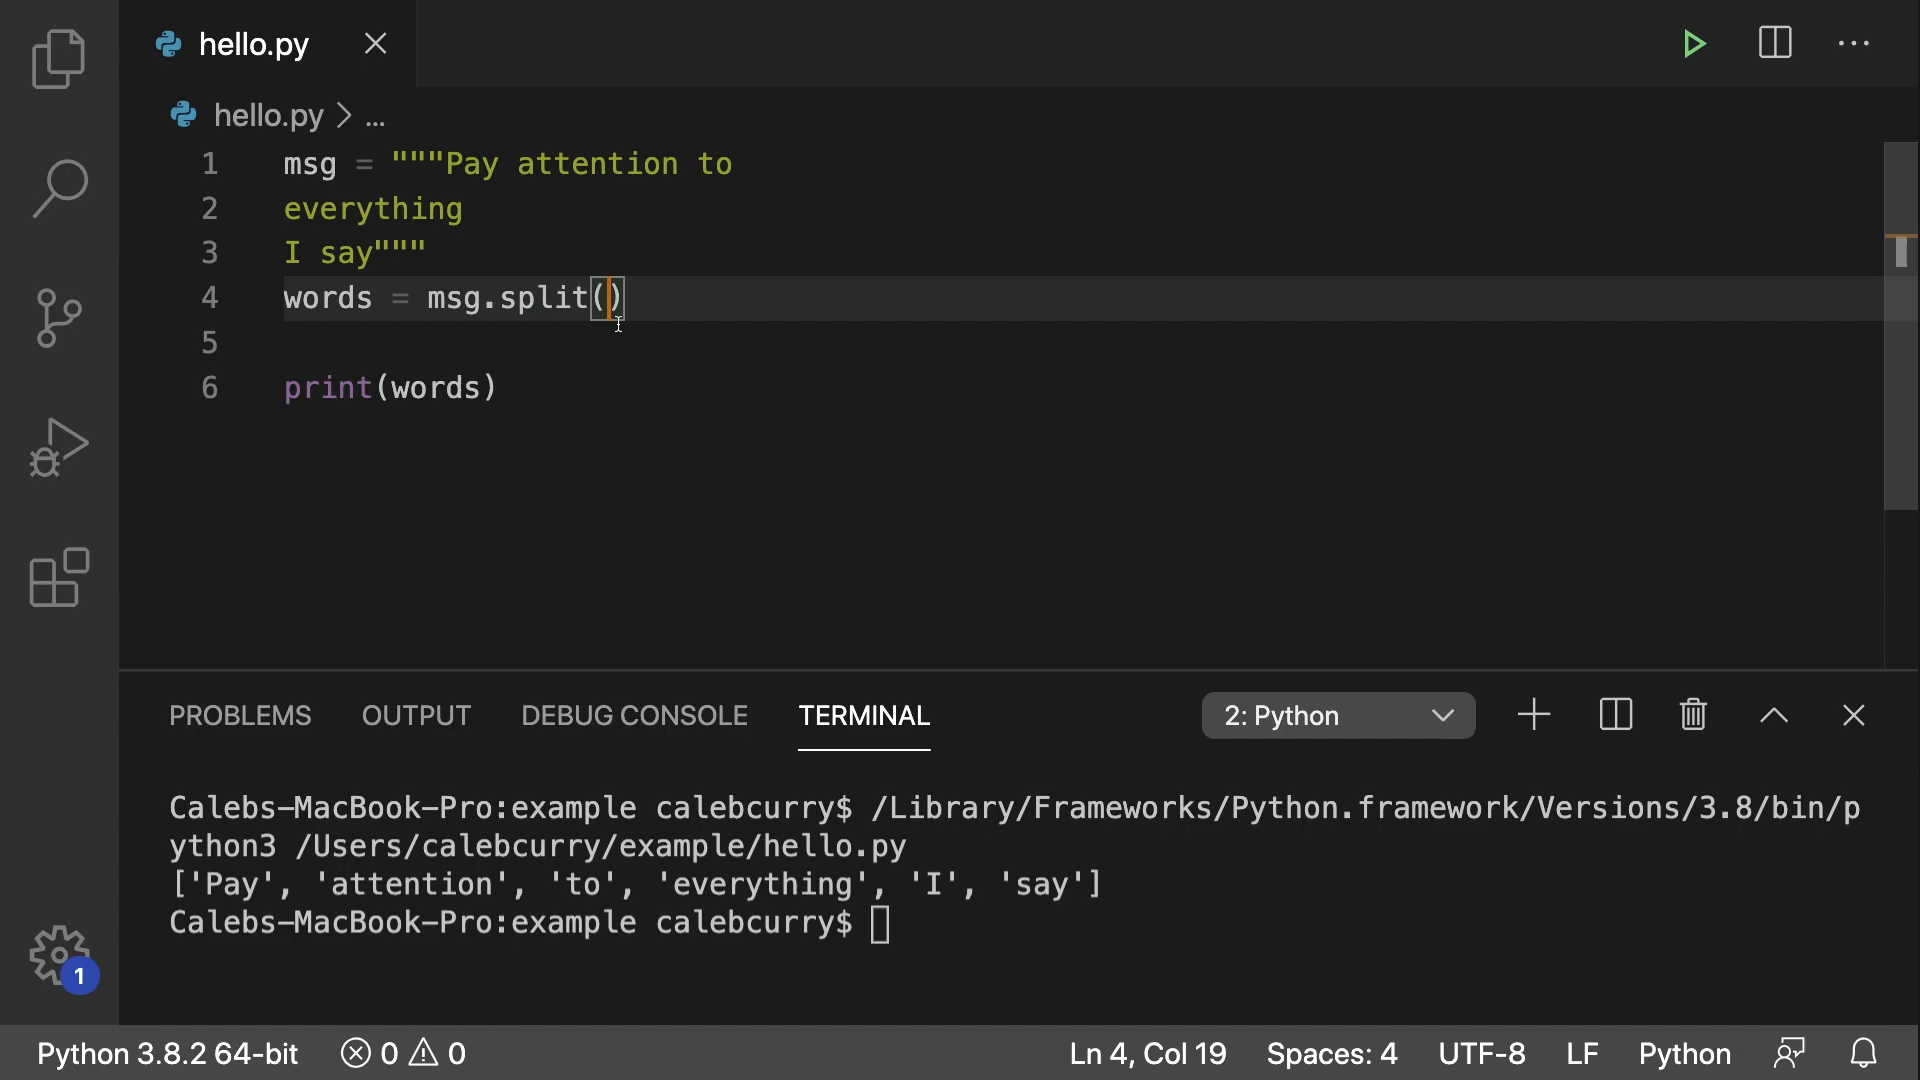 hello.py
hello.py > ...
1 msg = """Pay attention to
2 everything
3 I say"""
4 words = msg.split()
5
6 print(words)
PROBLEMS OUTPUT DEBUG CONSOLE TERMINAL 2: Python
Calebs-MacBook-Pro:example calebcurry$ /Library/Frameworks/Python.framework/Versions/3.8/bin/p
ython3 /Users/calebcurry/example/hello.py
['Pay', 'attention', 'to', 'everything', 'I', 'say']
Calebs-MacBook-Pro:example calebcurry$
1
Python 3.8.2 64-bit 0 0 Ln 4, Col 19 Spaces: 4 UTF-8 LF Python